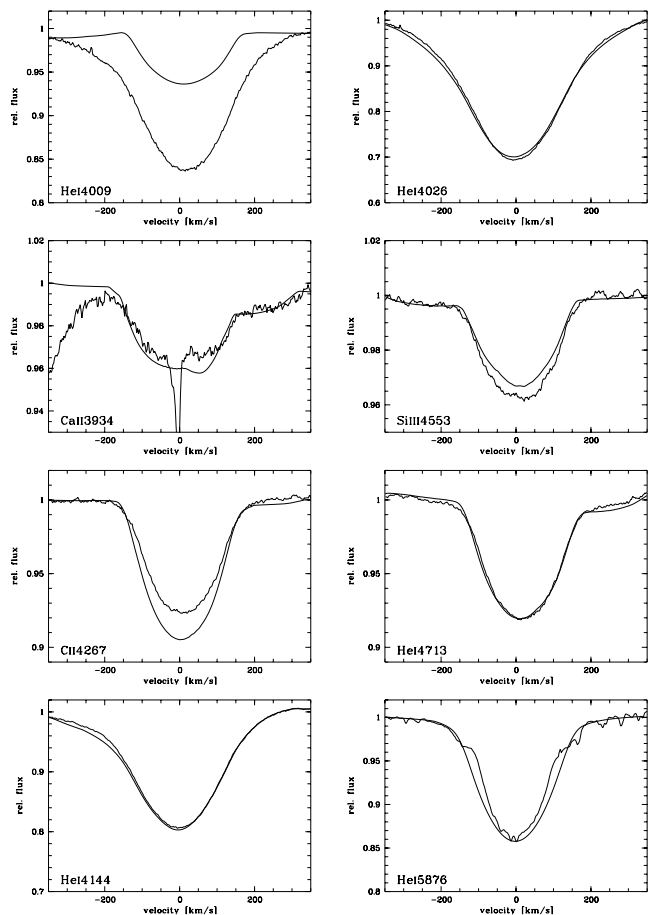 1
0.95
0.9
0.85
0.8
rel. flux
HeI4009
-200 0 200
velocity [km/s]
1
0.9
0.8
0.7
0.6
rel. flux
HeI4026
-200 0 200
velocity [km/s]
1.02
1
0.98
0.96
0.94
rel. flux
CaII3934
-200 0 200
velocity [km/s]
1.02
1
0.98
0.96
rel. flux
SiIII4553
-200 0 200
velocity [km/s]
1
0.95
0.9
rel. flux
CII4267
-200 0 200
velocity [km/s]
1
0.95
0.9
rel. flux
HeI4713
-200 0 200
velocity [km/s]
1
0.9
0.8
0.7
rel. flux
HeI4144
-200 0 200
velocity [km/s]
1
0.95
0.9
0.85
0.8
rel. flux
HeI5876
-200 0 200
velocity [km/s]